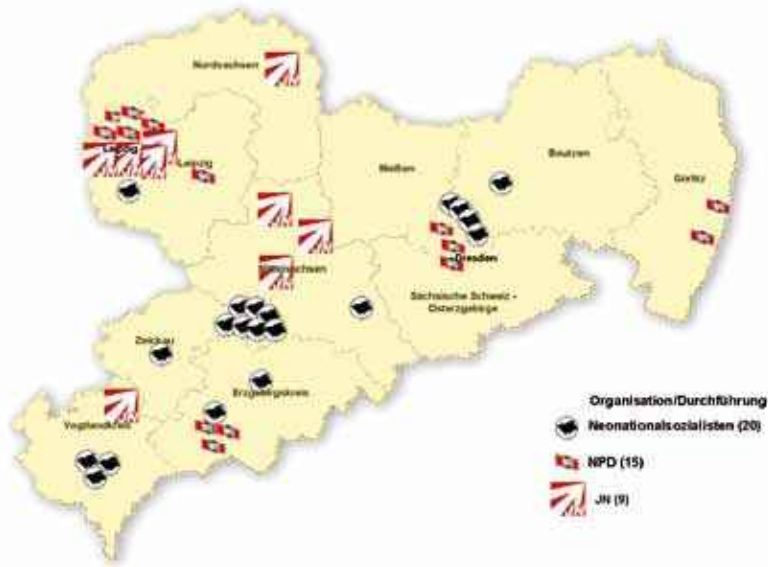 Nordsachsen
Leipzig
Leipzig
Meißen
Bautzen
Görlitz
Dresden
Mittelsachsen
Sächsische Schweiz -
Osterzgebirge
Zwickau
Erzgebirgskreis
Vogtlandkreis
Organisation/Durchführung
Neonationalsozialisten (20)
NPD (15)
JN (9)